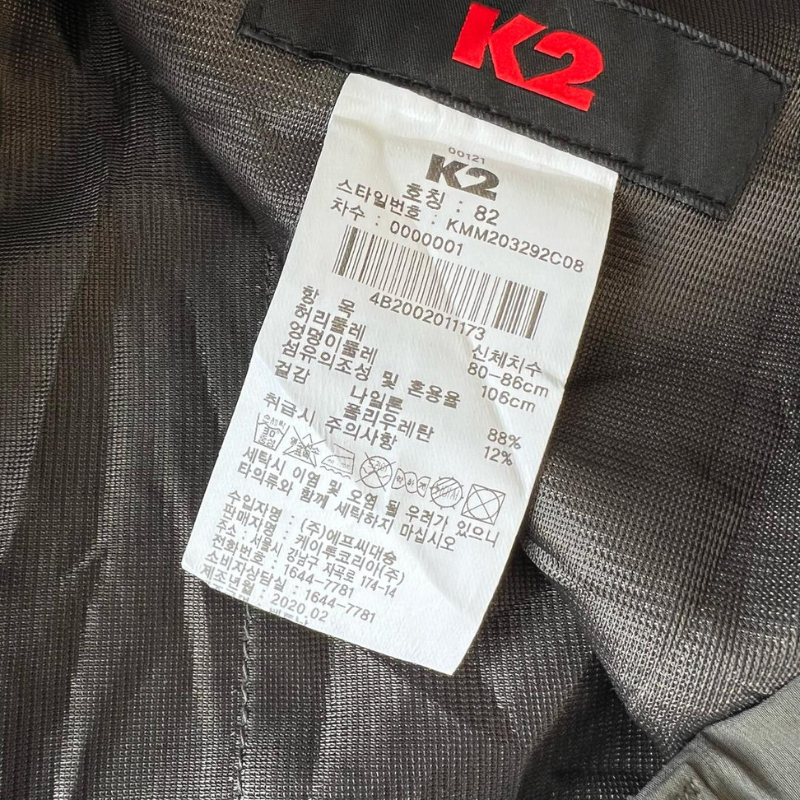 K2
00121
K2
호칭 : 82
스타일번호 : KMM203292C08
차수 : 0000001
4B2002011173
항 목 신체치수
허리둘레 80-86cm
엉덩이둘레 106cm
섬유의조성 및 혼용율
겉감 나일론 88%
폴리우레탄 12%
취급시 주의사항
세탁시 이염 및 오염 될 우려가 있으니
타의류와 함께 세탁하지 마십시오
수입자명 : (주)에프씨대승
판매자명 : 케이투코리아(주)
주소 : 서울시 강남구 자곡로 174-14
전화번호 : 1644-7781
소비자상담실 : 1644-7781
제조년월 : 2020.02